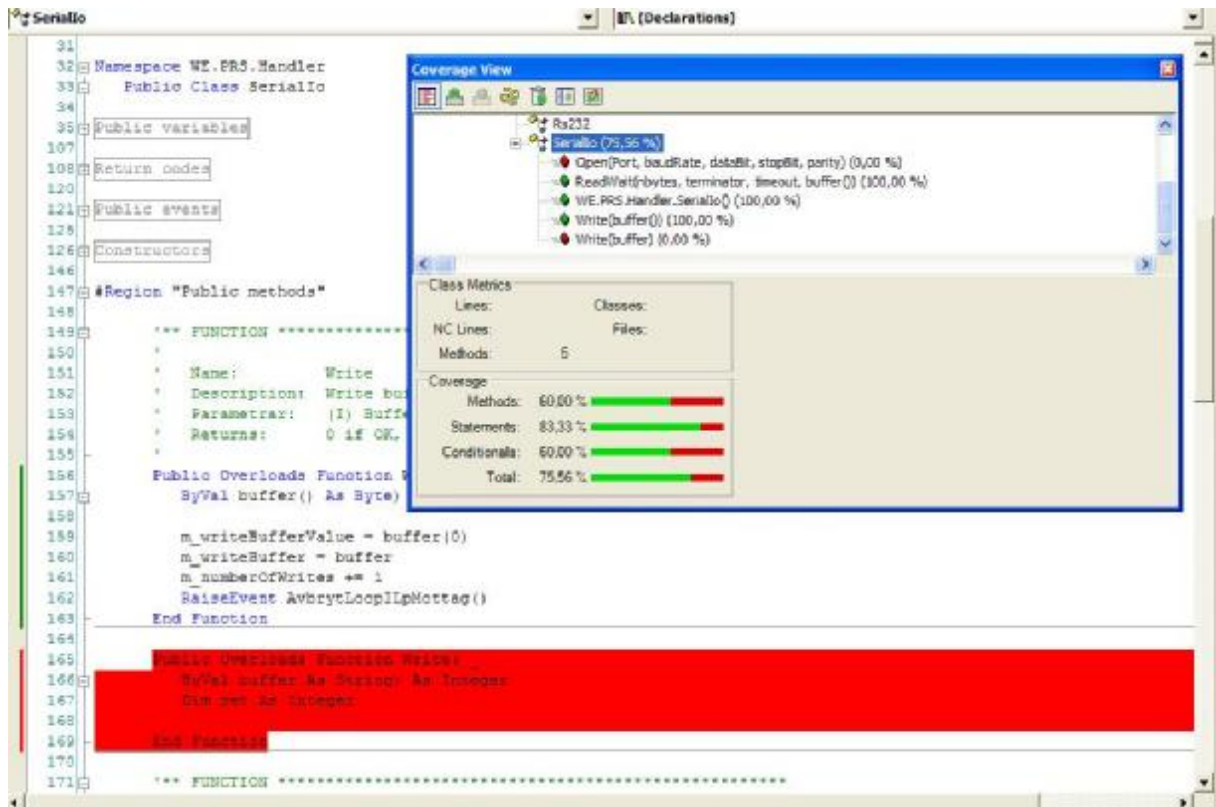 SerialIo
(Declarations)
31
32 Namespace WE.PRS.Handler
33 Public Class SerialIo
34
35 Public variables
107
108 Return codes
120
121 Public events
125
126 Constructors
146
147 #Region "Public methods"
148
149 '** FUNCTION **************
150 '
151 ' Name: Write
152 ' Description: Write buf
153 ' Parametrar: (I) Buffe
154 ' Returns: 0 if OK,
155 '
156 Public Overloads Function W
157 ByVal buffer() As Byte)
158
159 m_writeBufferValue = buffer(0)
160 m_writeBuffer = buffer
161 m_numberOfWrites += 1
162 RaiseEvent AvbrytLoopILpMottag()
163 End Function
164
165 Public Overloads Function Write( _
166 ByVal buffer As String) As Integer
167 Dim ret As Integer
168
169 End Function
170
171 '** FUNCTION ****************************************************
Coverage View
Rs232
SerialIo (75,56 %)
Open(Port, baudRate, dataBit, stopBit, parity) (0,00 %)
ReadWait(nbytes, terminator, timeout, buffer()) (100,00 %)
WE.PRS.Handler.SerialIo() (100,00 %)
Write(buffer()) (100,00 %)
Write(buffer) (0,00 %)
Class Metrics
Lines: Classes:
NC Lines: Files:
Methods: 5
Coverage
Methods: 60,00 %
Statements: 83,33 %
Conditionals: 60,00 %
Total: 75,56 %